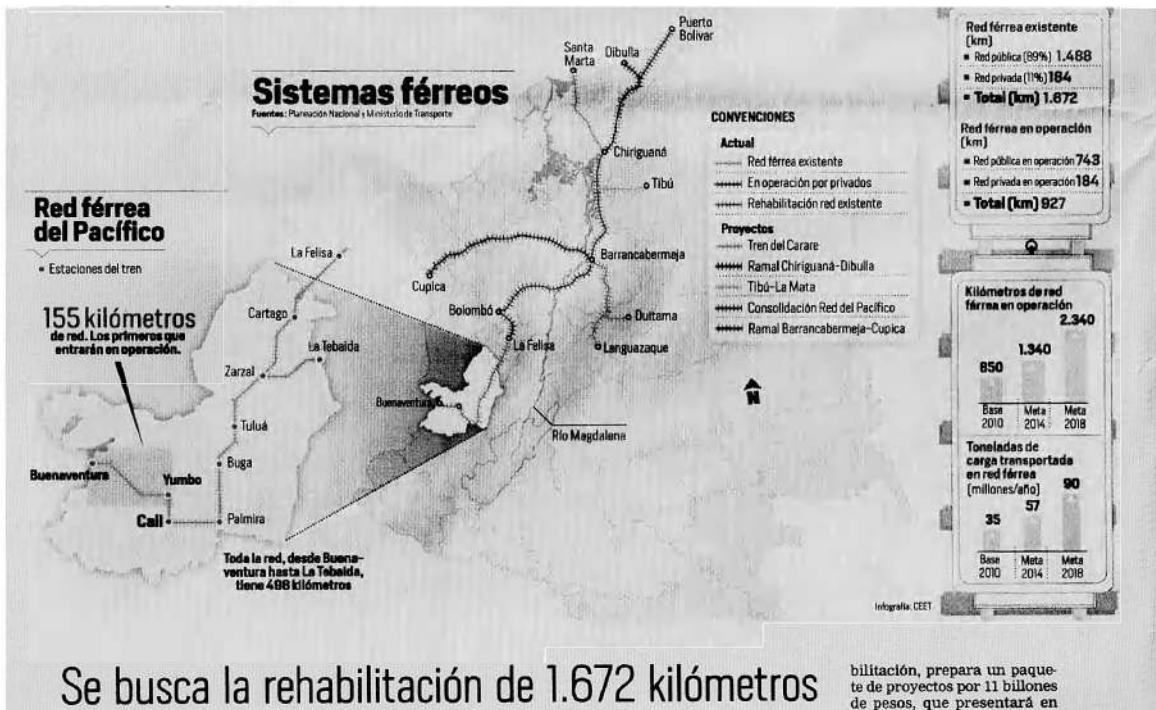 Sistemas férreos
Fuentes: Planeación Nacional y Ministerio de Transporte
Red férrea
del Pacífico
• Estaciones del tren
155 kilómetros
de red. Los primeros que
entrarán en operación.
La Felisa
Cartago
La Tebaida
Zarzal
Tuluá
Buga
Buenaventura
Yumbo
Cali
Palmira
Toda la red, desde Buena-
ventura hasta La Tebaida,
tiene 498 kilómetros
Puerto
Bolívar
Santa
Marta
Dibulla
Chiriguaná
Tibú
Barrancabermeja
Cupica
Bolombó
Duitama
La Felisa
Languazaque
Buenaventura
Río Magdalena
CONVENCIONES
Actual
Red férrea existente
En operación por privados
Rehabilitación red existente
Proyectos
Tren del Carare
Ramal Chiriguaná-Dibulla
Tibú-La Mata
Consolidación Red del Pacífico
Ramal Barrancabermeja-Cupica
N
Red férrea existente
(km)
Red pública (89%) 1.488
Red privada (11%) 184
Total (km) 1.672
Red férrea en operación
(km)
Red pública en operación 743
Red privada en operación 184
Total (km) 927
Kilómetros de red
férrea en operación
850
1.340
2.340
Base
2010
Meta
2014
Meta
2018
Toneladas de
carga transportada
en red férrea
(millones/año)
35
57
90
Base
2010
Meta
2014
Meta
2018
Infografía: CEET
Se busca la rehabilitación de 1.672 kilómetros
bilitación, prepara un paque-
te de proyectos por 11 billones
de pesos, que presentará en